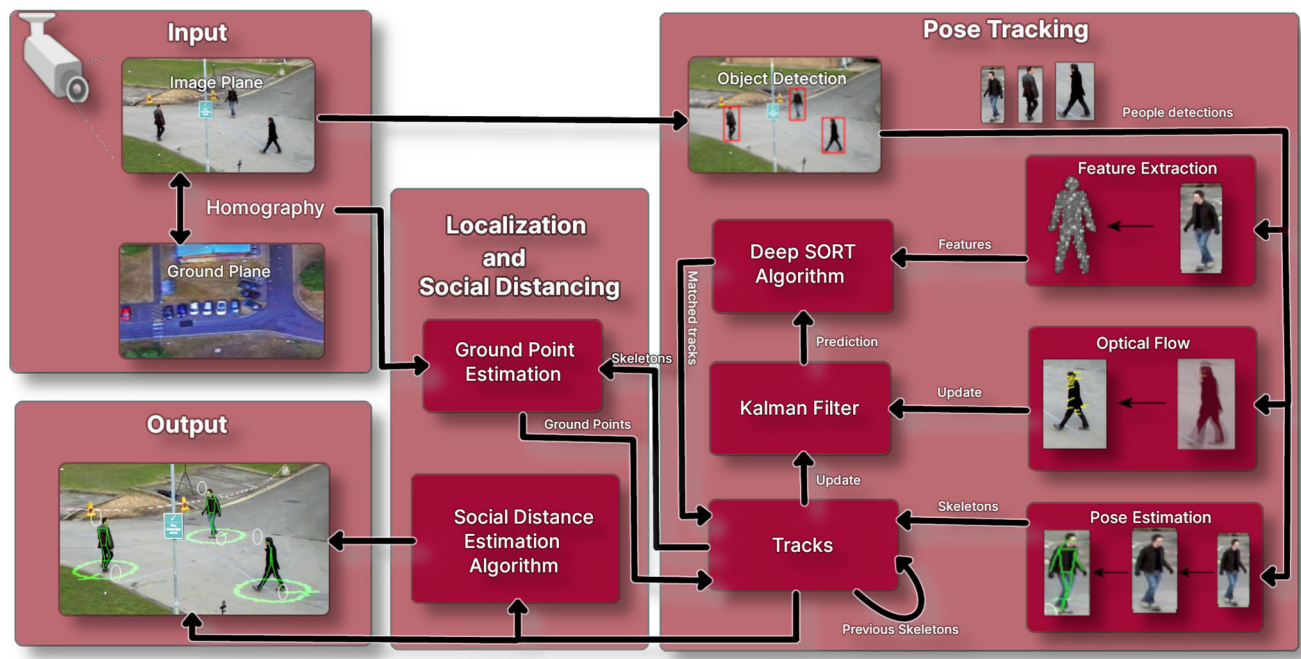 Input
Image Plane
Homography
Ground Plane
Output
Localization
and
Social Distancing
Ground Point
Estimation
Ground Points
Social Distance
Estimation
Algorithm
Pose Tracking
Object Detection
People detections
Feature Extraction
Features
Deep SORT
Algorithm
Matched tracks
Prediction
Optical Flow
Update
Kalman Filter
Update
Skeletons
Tracks
Skeletons
Pose Estimation
Previous Skeletons